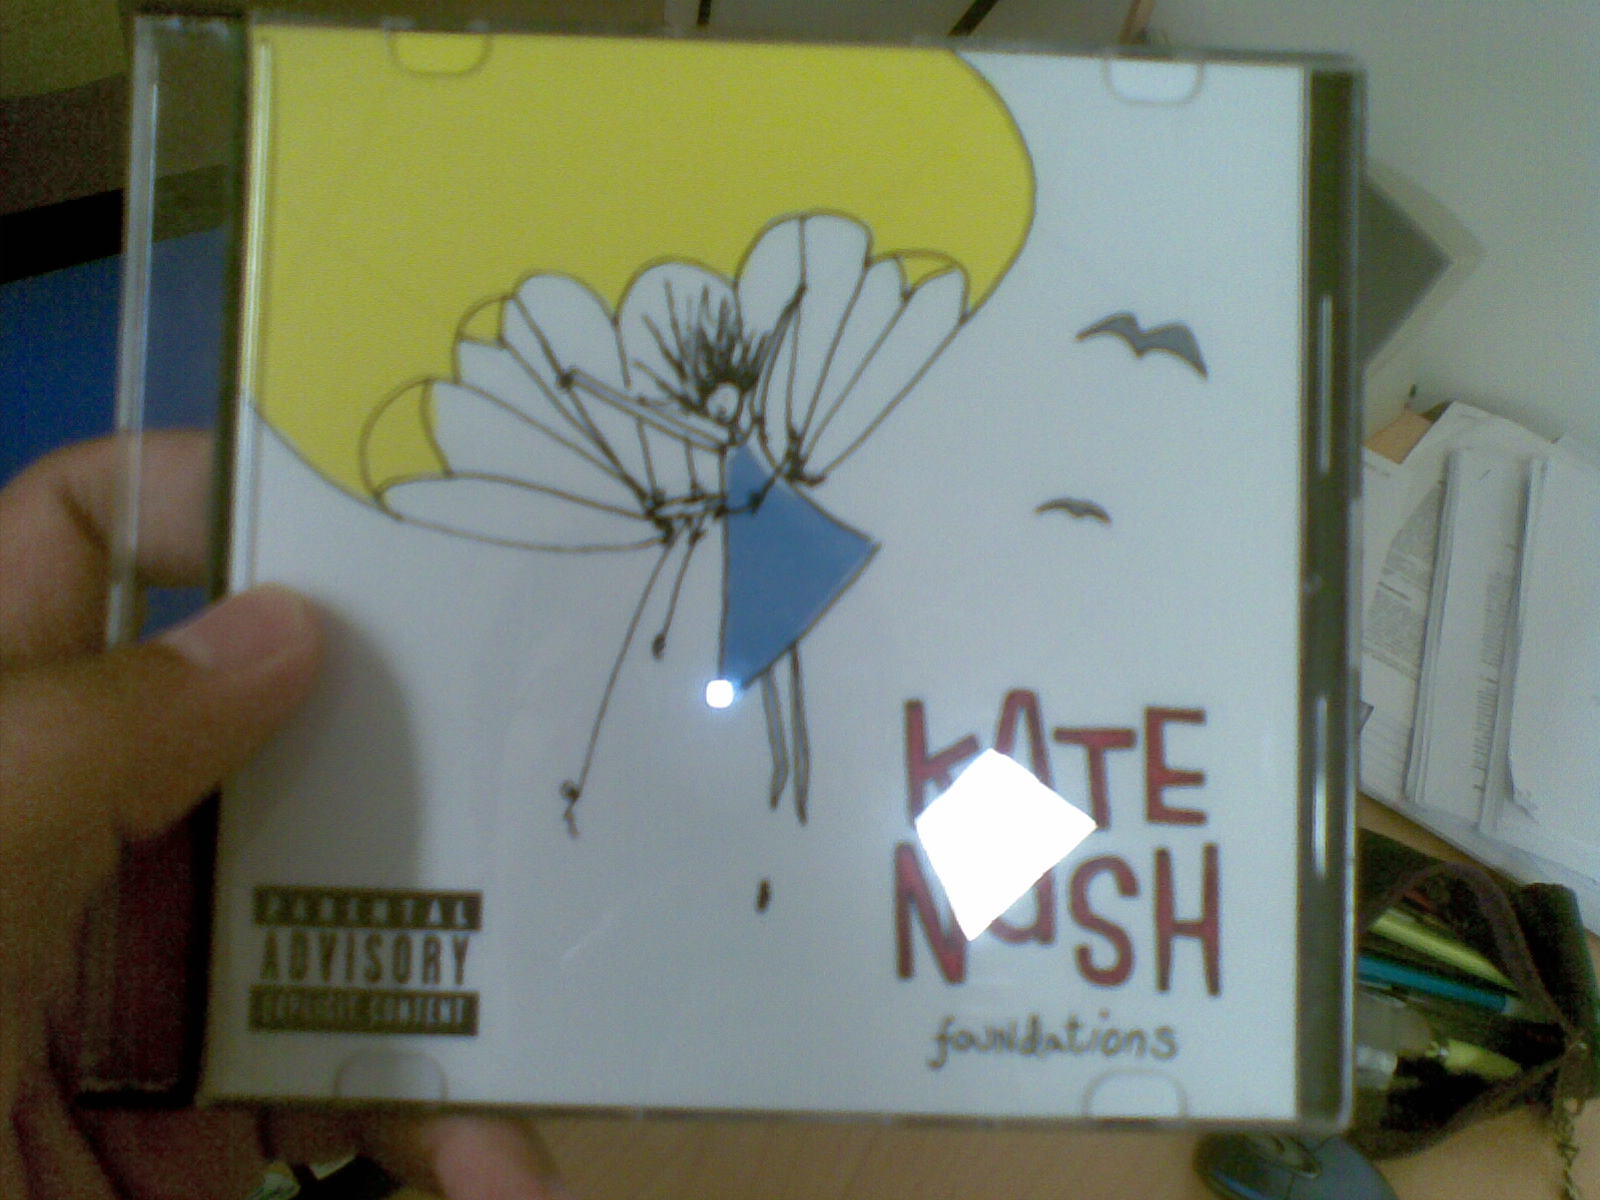 KATE
NASH
foundations
PARENTAL
ADVISORY
EXPLICIT CONTENT